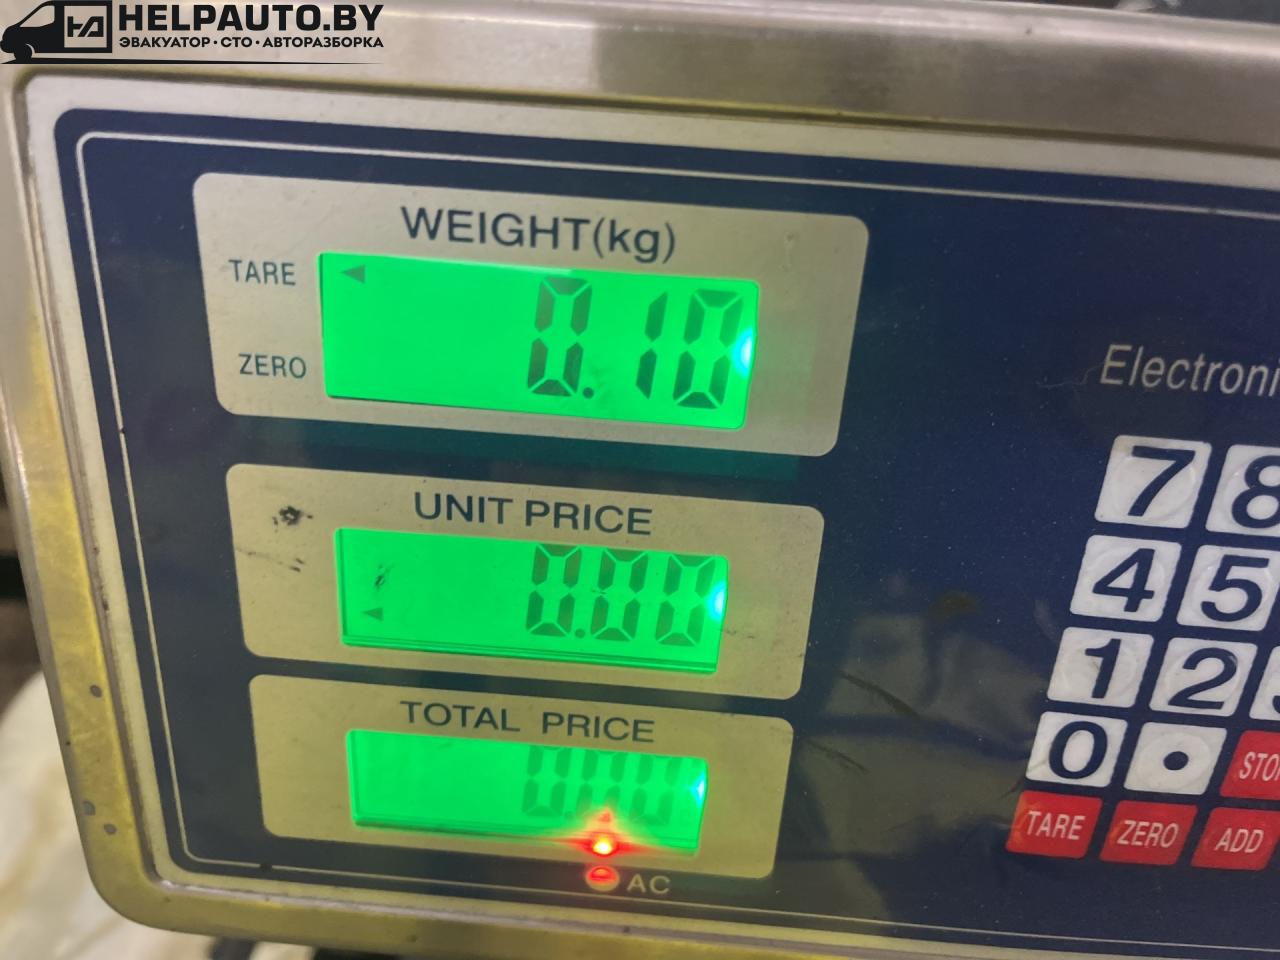 HELPAUTO.BY
ЭВАКУАТОР·СТО·АВТОРАЗБОРКА
WEIGHT(kg)
TARE
0.10
ZERO
UNIT PRICE
0.00
TOTAL PRICE
0.00
AC
7 8
4 5
1 2
0 •
TARE ZERO ADD